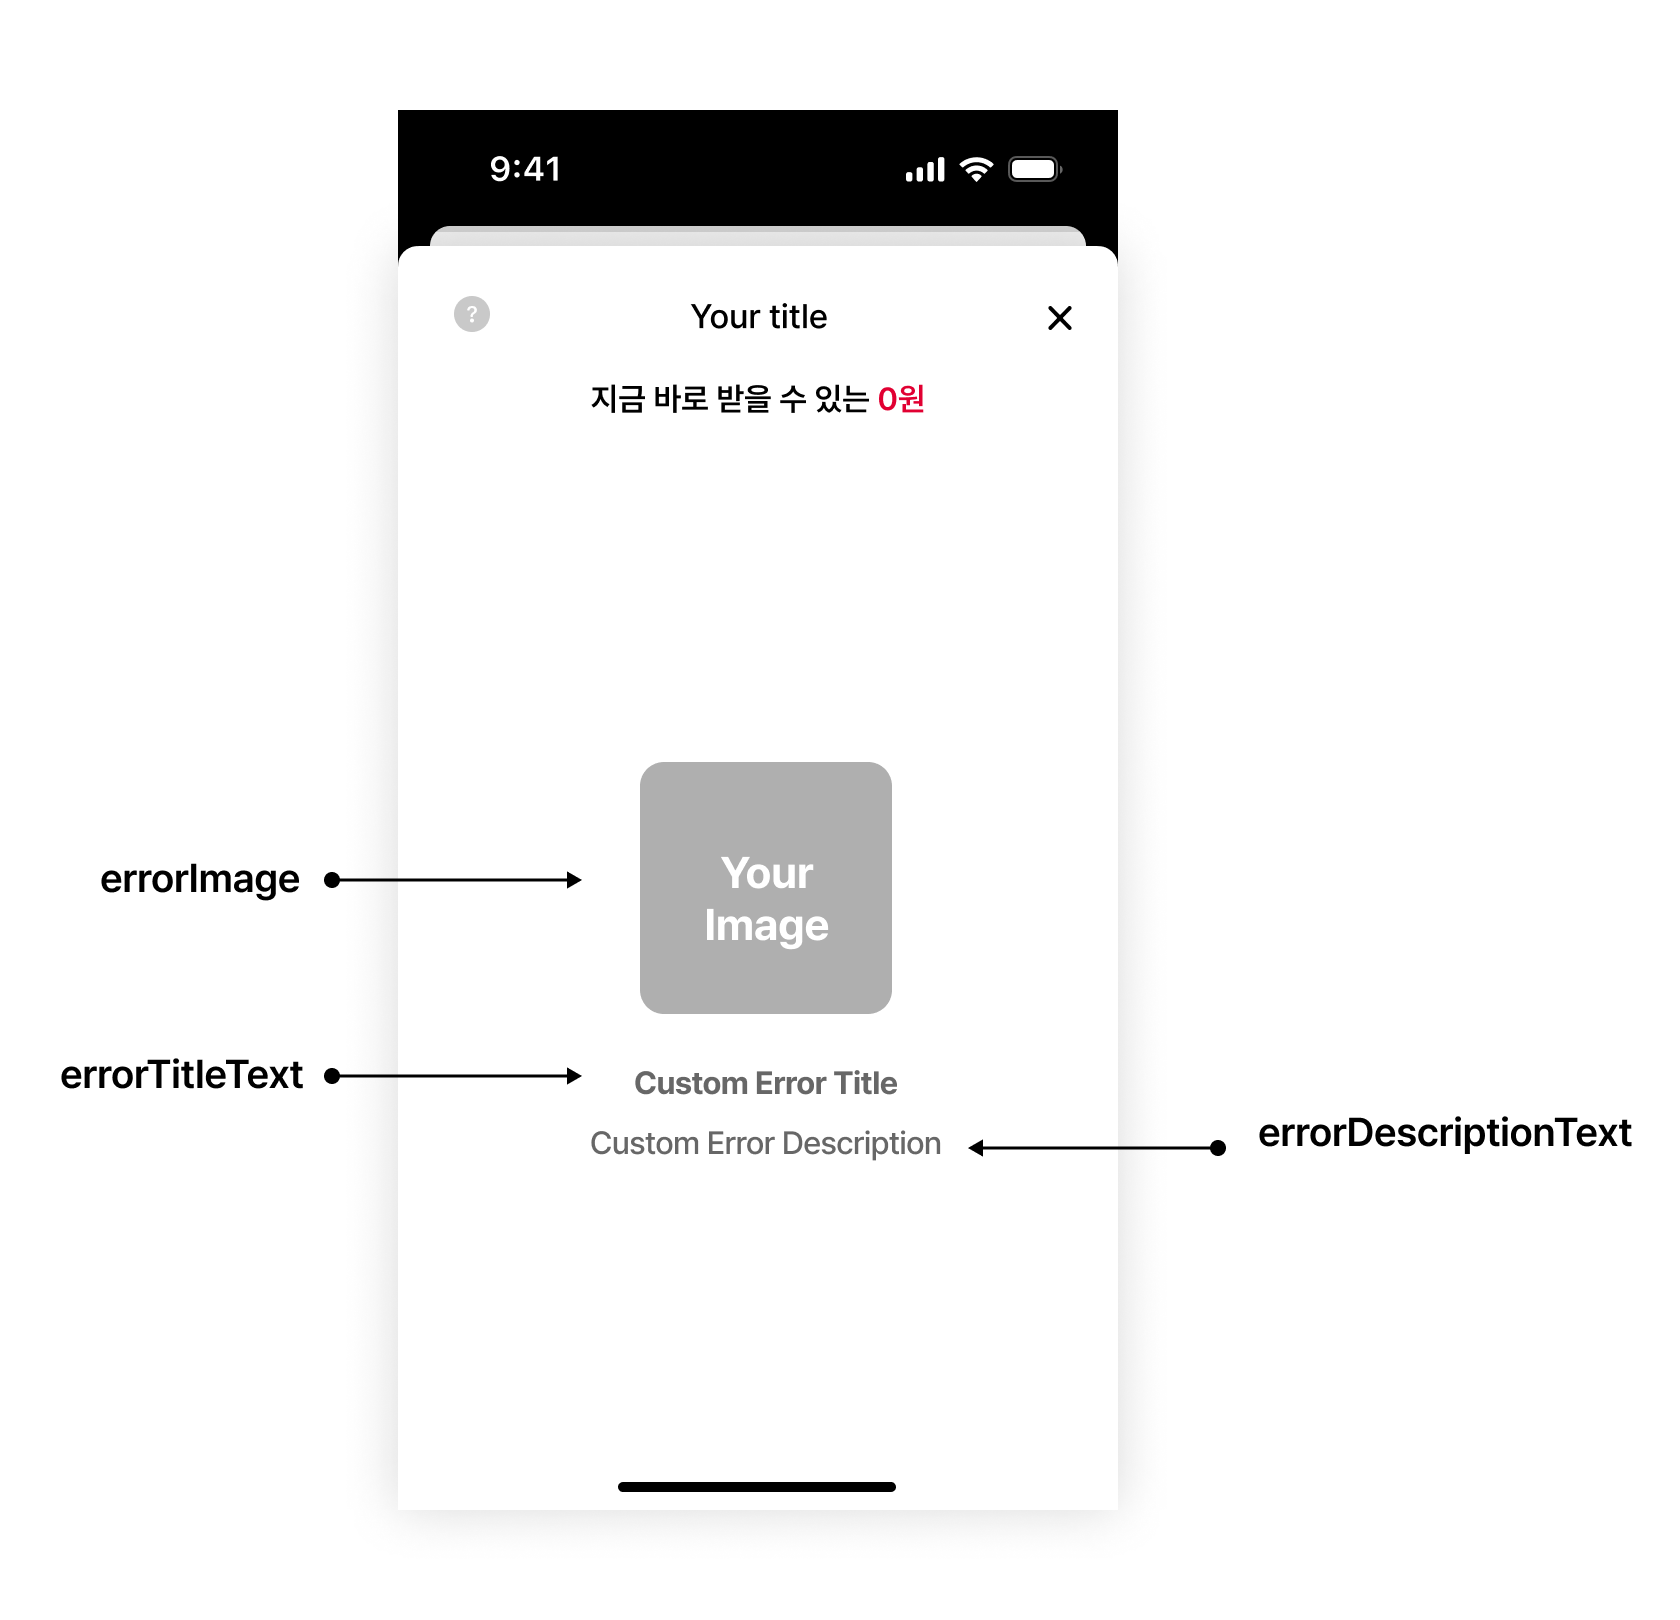 9:41
?
Your title
지금 바로 받을 수 있는 0원
Your
Image
errorImage
errorTitleText
Custom Error Title
Custom Error Description
errorDescriptionText